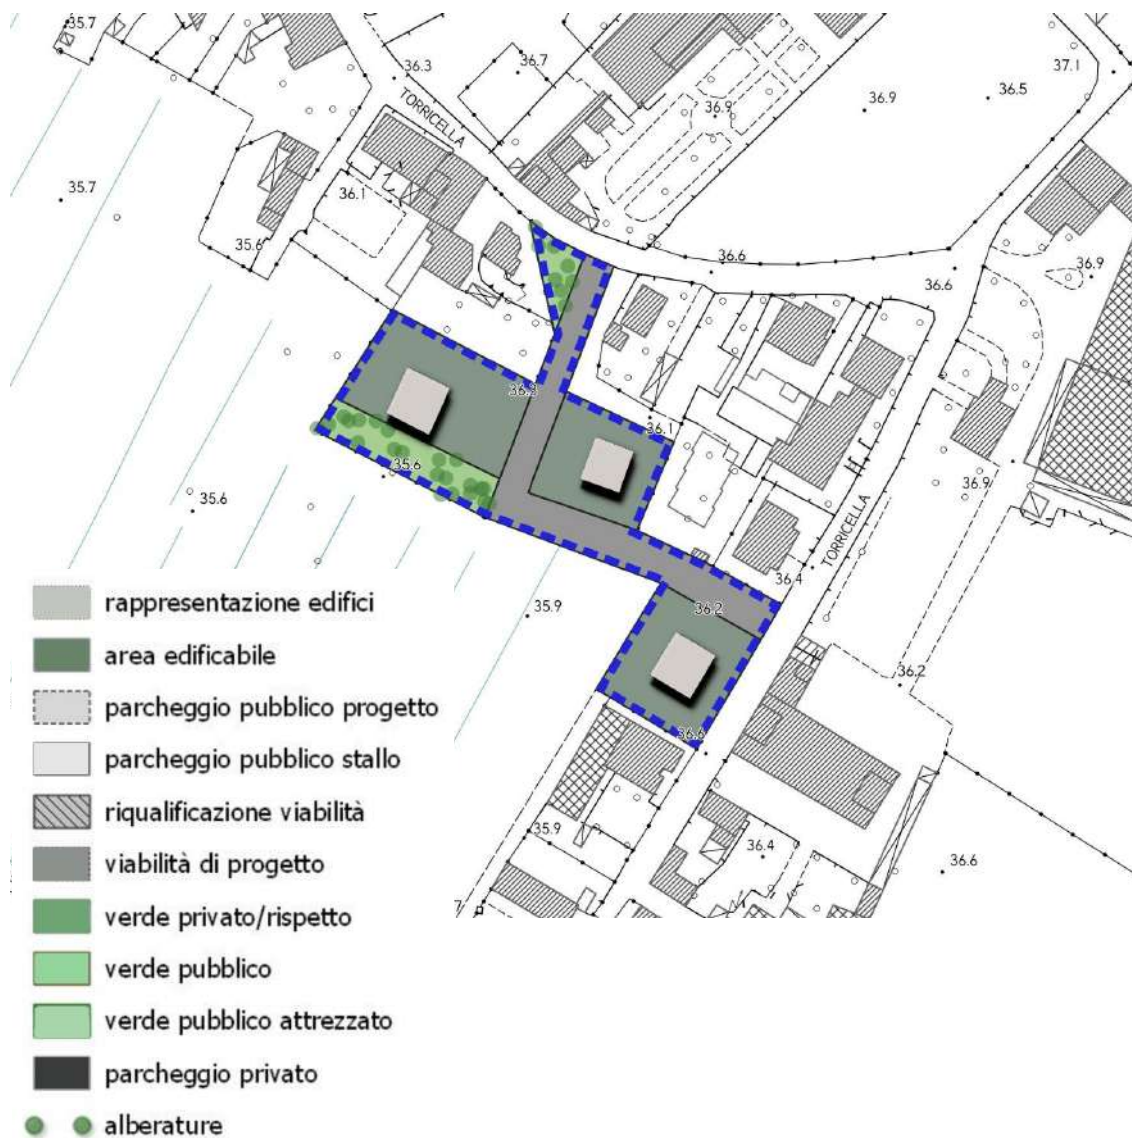 35.7
36.3
36.7
37.1
36.5
36.9
36.9
TORRICELLA
35.7
36.1
35.6
36.6
36.6
36.9
36.3
36.1
35.6
36.9
35.6
TORRICELLA
36.4
35.9
36.2
36.2
36.6
35.9
36.4
36.6
7
rappresentazione edifici
area edificabile
parcheggio pubblico progetto
parcheggio pubblico stallo
riqualificazione viabilità
viabilità di progetto
verde privato/rispetto
verde pubblico
verde pubblico attrezzato
parcheggio privato
alberature